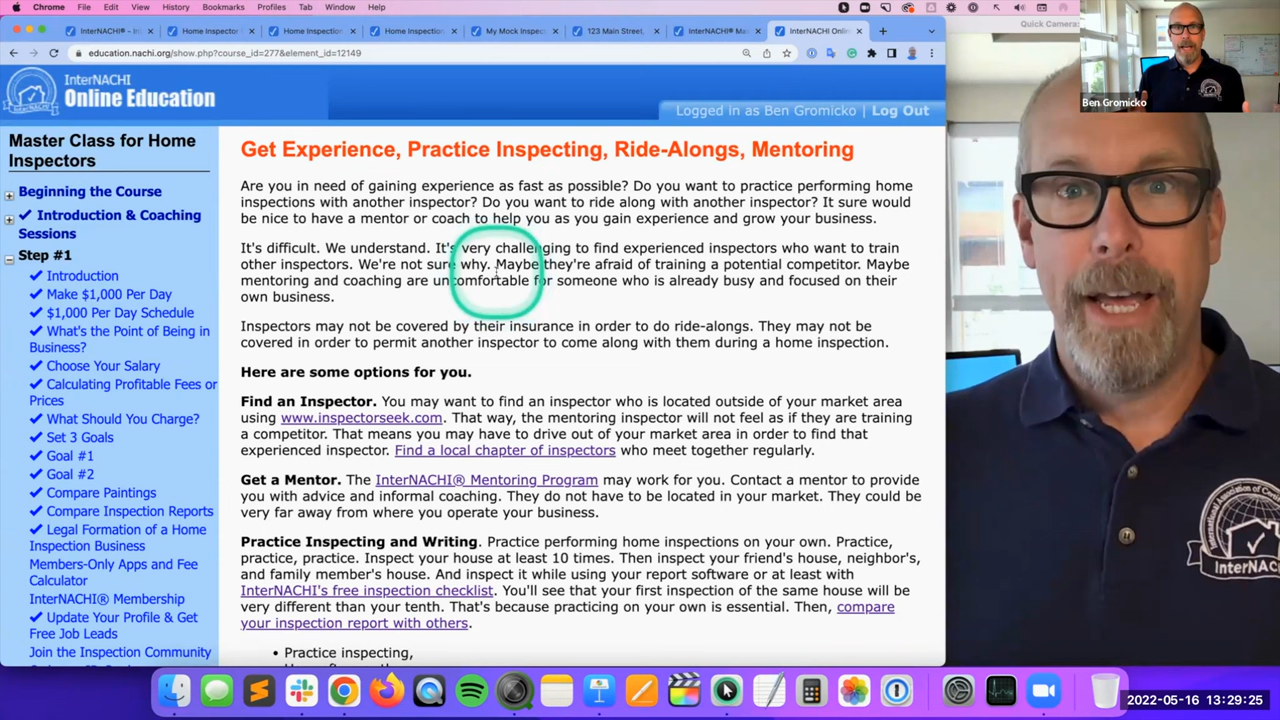 Chrome File Edit View History Bookmarks Profiles Tab Window Help
Quick Camera:
InterNACHI® - In
Home Inspector
Home Inspection
Home Inspection
My Mock Inspec
123 Main Street,
InterNACHI® Ma
InterNACHI Onli
education.nachi.org/show.php?course_id=277&element_id=12149
Ben Gromicko
InterNACHI
Online Education
Logged in as Ben Gromicko | Log Out
Master Class for Home
Inspectors
Beginning the Course
Introduction & Coaching
Sessions
Step #1
Introduction
Make $1,000 Per Day
$1,000 Per Day Schedule
What's the Point of Being in
Business?
Choose Your Salary
Calculating Profitable Fees or
Prices
What Should You Charge?
Set 3 Goals
Goal #1
Goal #2
Compare Paintings
Compare Inspection Reports
Legal Formation of a Home
Inspection Business
Members-Only Apps and Fee
Calculator
InterNACHI® Membership
Update Your Profile & Get
Free Job Leads
Join the Inspection Community
Get Experience, Practice Inspecting, Ride-Alongs, Mentoring
Are you in need of gaining experience as fast as possible? Do you want to practice performing home
inspections with another inspector? Do you want to ride along with another inspector? It sure would
be nice to have a mentor or coach to help you as you gain experience and grow your business.
It's difficult. We understand. It's very challenging to find experienced inspectors who want to train
other inspectors. We're not sure why. Maybe they're afraid of training a potential competitor. Maybe
mentoring and coaching are uncomfortable for someone who is already busy and focused on their
own business.
Inspectors may not be covered by their insurance in order to do ride-alongs. They may not be
covered in order to permit another inspector to come along with them during a home inspection.
Here are some options for you.
Find an Inspector. You may want to find an inspector who is located outside of your market area
using www.inspectorseek.com. That way, the mentoring inspector will not feel as if they are training
a competitor. That means you may have to drive out of your market area in order to find that
experienced inspector. Find a local chapter of inspectors who meet together regularly.
Get a Mentor. The InterNACHI® Mentoring Program may work for you. Contact a mentor to provide
you with advice and informal coaching. They do not have to be located in your market. They could be
very far away from where you operate your business.
Practice Inspecting and Writing. Practice performing home inspections on your own. Practice,
practice, practice. Inspect your house at least 10 times. Then inspect your friend's house, neighbor's,
and family member's house. And inspect it while using your report software or at least with
InterNACHI's free inspection checklist. You'll see that your first inspection of the same house will be
very different than your tenth. That's because practicing on your own is essential. Then, compare
your inspection report with others.
• Practice inspecting,
InterNACHI
2022-05-16 13:29:25